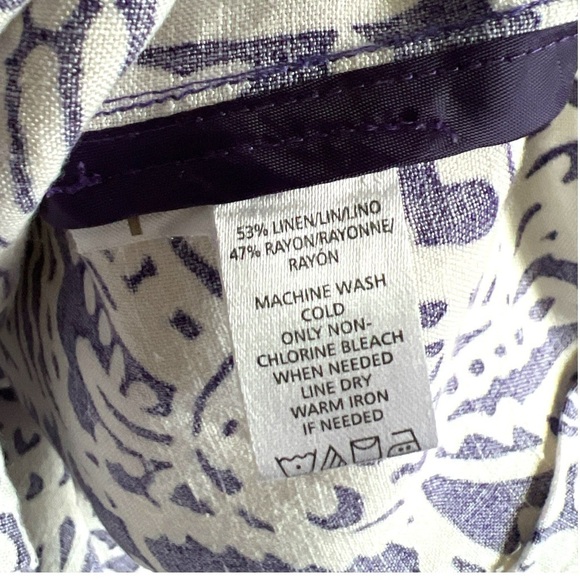 53% LINEN/LIN/LINO
47% RAYON/RAYONNE/
RAYÓN
MACHINE WASH
COLD
ONLY NON-
CHLORINE BLEACH
WHEN NEEDED
LINE DRY
WARM IRON
IF NEEDED